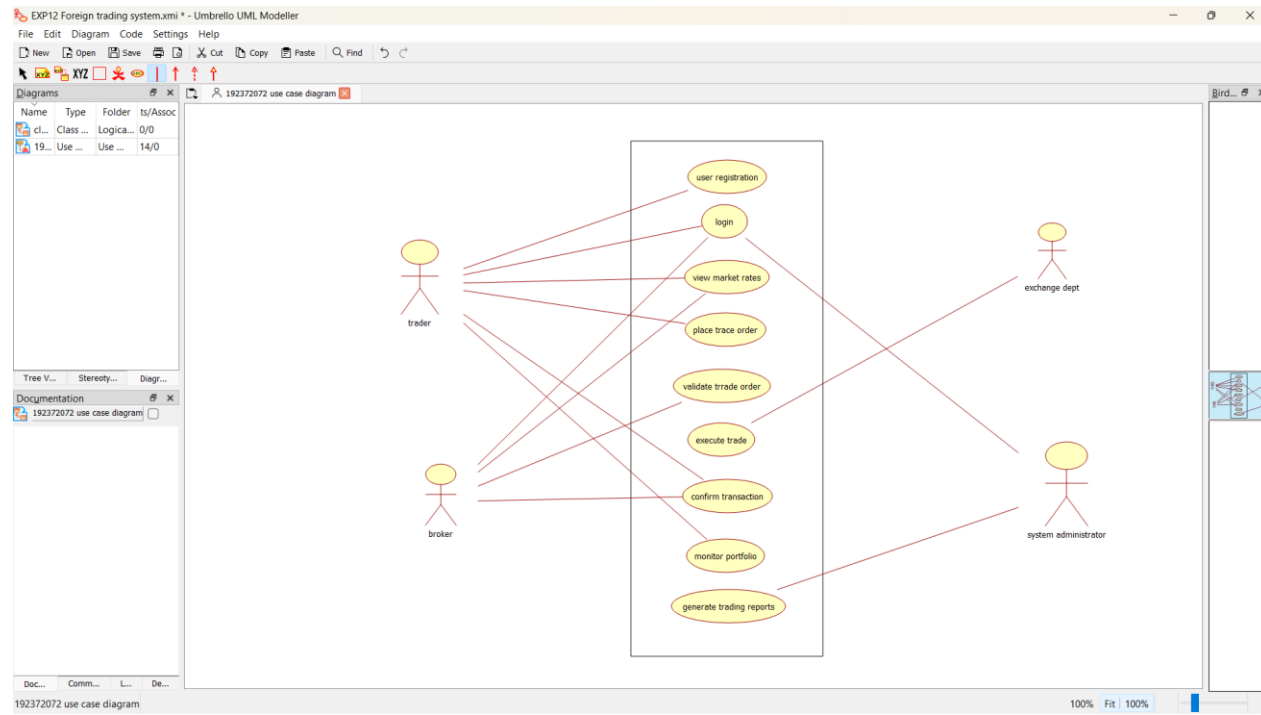 EXP12 Foreign trading system.xmi * - Umbrello UML Modeller
File Edit Diagram Code Settings Help
New Open Save Cut Copy Paste Find
XYZ XYZ
Diagrams
Name Type Folder ts/Assoc
cl... Class ... Logica... 0/0
19... Use ... Use ... 14/0
Tree V... Stereoty... Diagr...
Documentation
192372072 use case diagram
Doc... Comm... L... De...
192372072 use case diagram
192372072 use case diagram
user registration
login
view market rates
place trace order
validate trrade order
execute trade
confirm transaction
monitor portfolio
generate trading reports
trader
broker
exchange dept
system administrator
Bird...
100% Fit 100%